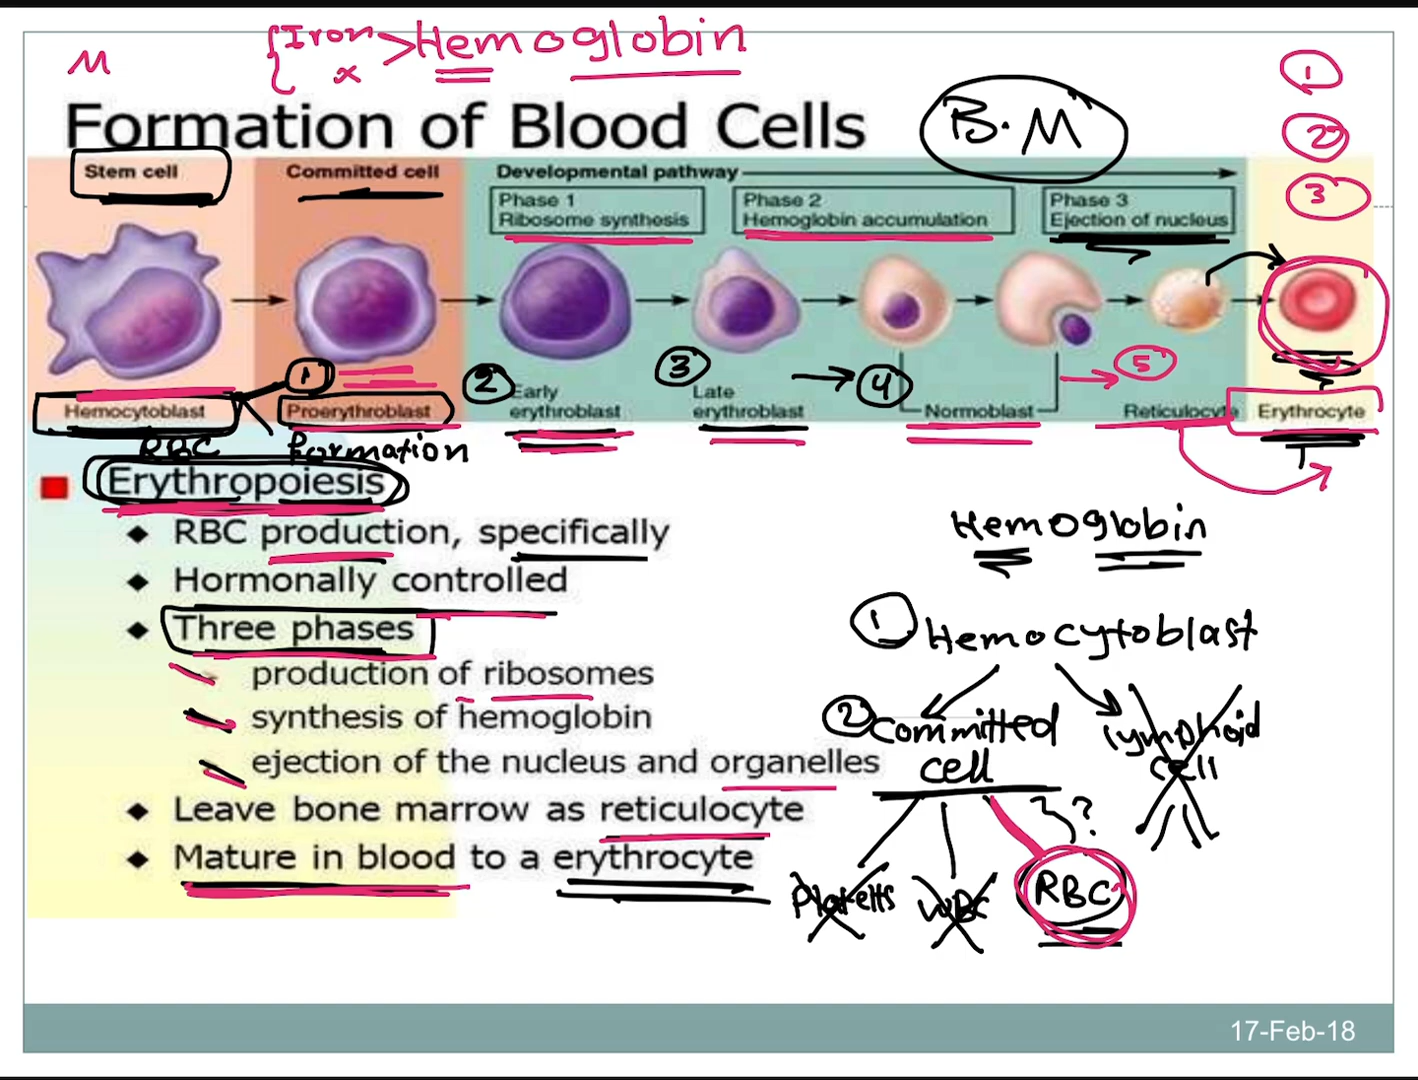 M
{Iron > Hemoglobin
x
1
2
3
Formation of Blood Cells
B.M
Stem cell
Committed cell
Developmental pathway
Phase 1
Ribosome synthesis
Phase 2
Hemoglobin accumulation
Phase 3
Ejection of nucleus
1
2
3
4
5
Hemocytoblast
Proerythroblast
Early
erythroblast
Late
erythroblast
Normoblast
Reticulocyte
Erythrocyte
RBC formation
Erythropoiesis
RBC production, specifically
Hormonally controlled
Three phases
production of ribosomes
synthesis of hemoglobin
ejection of the nucleus and organelles
Leave bone marrow as reticulocyte
Mature in blood to a erythrocyte
Hemoglobin
1 Hemocytoblast
2 Committed
cell
lymphoid
cell
?
Platelts
WBC
RBC
17-Feb-18